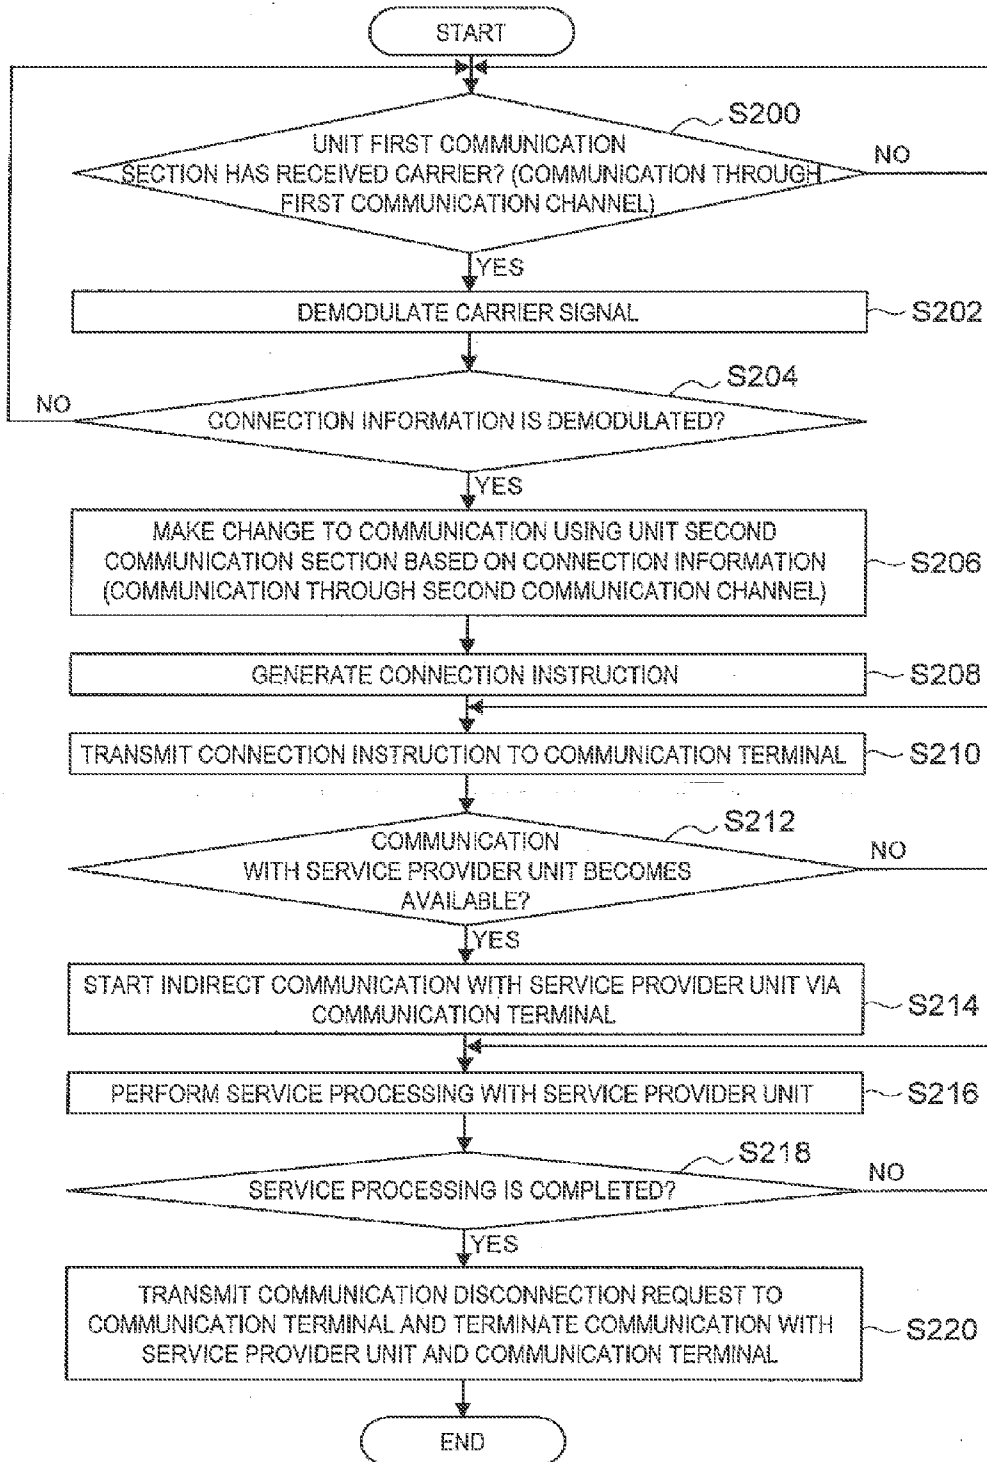 START
S200
UNIT FIRST COMMUNICATION
SECTION HAS RECEIVED CARRIER? (COMMUNICATION THROUGH
FIRST COMMUNICATION CHANNEL)
NO
YES
DEMODULATE CARRIER SIGNAL
S202
S204
NO
CONNECTION INFORMATION IS DEMODULATED?
YES
MAKE CHANGE TO COMMUNICATION USING UNIT SECOND
COMMUNICATION SECTION BASED ON CONNECTION INFORMATION
(COMMUNICATION THROUGH SECOND COMMUNICATION CHANNEL)
S206
GENERATE CONNECTION INSTRUCTION
S208
TRANSMIT CONNECTION INSTRUCTION TO COMMUNICATION TERMINAL
S210
S212
COMMUNICATION
WITH SERVICE PROVIDER UNIT BECOMES
AVAILABLE?
NO
YES
START INDIRECT COMMUNICATION WITH SERVICE PROVIDER UNIT VIA
COMMUNICATION TERMINAL
S214
PERFORM SERVICE PROCESSING WITH SERVICE PROVIDER UNIT
S216
S218
SERVICE PROCESSING IS COMPLETED?
NO
YES
TRANSMIT COMMUNICATION DISCONNECTION REQUEST TO
COMMUNICATION TERMINAL AND TERMINATE COMMUNICATION WITH
SERVICE PROVIDER UNIT AND COMMUNICATION TERMINAL
S220
END